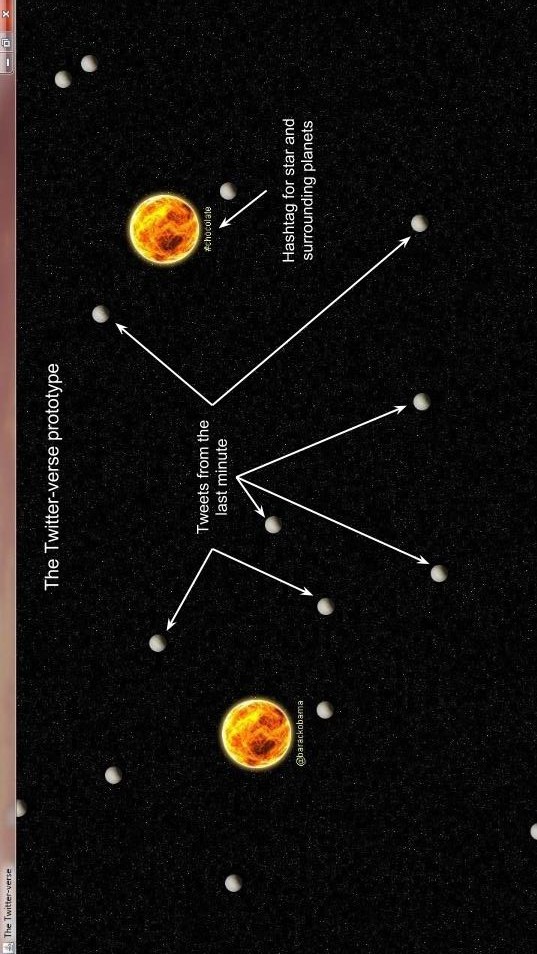 The Twitter-verse
The Twitter-verse prototype
Tweets from the
last minute
#chocolate
Hashtag for star and
surrounding planets
@barackobama